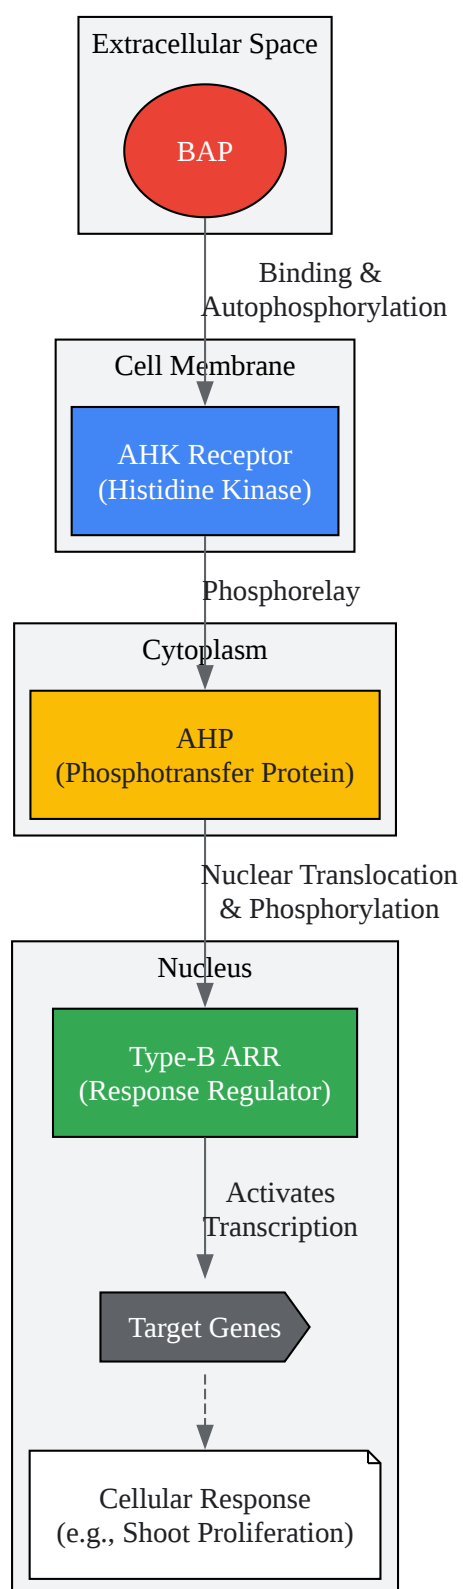 Extracellular Space
BAP
Binding &
Autophosphorylation
Cell Membrane
AHK Receptor
(Histidine Kinase)
Phosphorelay
Cytoplasm
AHP
(Phosphotransfer Protein)
Nuclear Translocation
& Phosphorylation
Nucleus
Type-B ARR
(Response Regulator)
Activates
Transcription
Target Genes
Cellular Response
(e.g., Shoot Proliferation)